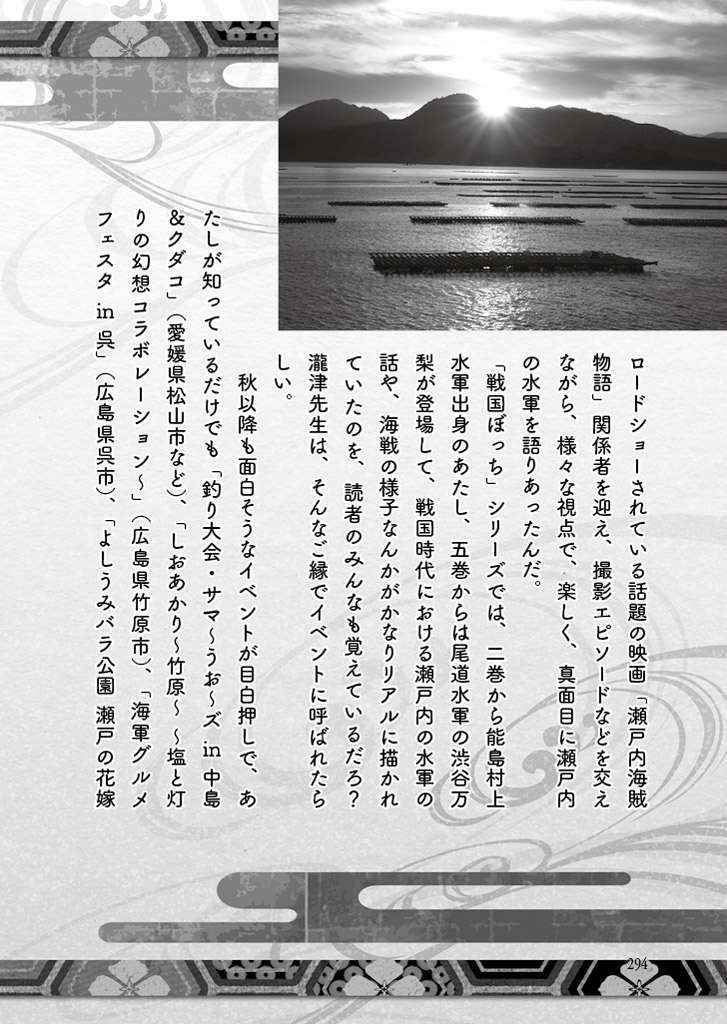 ロードショーされている話題の映画「瀬戸内海賊
物語」関係者を迎え、撮影エピソードなどを交え
ながら、様々な視点で、楽しく、真面目に瀬戸内
の水軍を語りあったんだ。
「戦国ぼっち」シリーズでは、二巻から能島村上
水軍出身のあたし、五巻からは尾道水軍の渋谷万
梨が登場して、戦国時代における瀬戸内の水軍の
話や、海戦の様子なんかがかなりリアルに描かれ
ていたのを、読者のみんなも覚えているだろ？
瀧津先生は、そんなご縁でイベントに呼ばれたら
しい。
秋以降も面白そうなイベントが目白押しで、あ
たしが知っているだけでも「釣り大会・サマ〜うお〜ズ in 中島
＆クダコ」（愛媛県松山市など）、「しおあかり〜竹原〜 〜塩と灯
りの幻想コラボレーション〜」（広島県竹原市）、「海軍グルメ
フェスタ in 呉」（広島県呉市）、「よしうみバラ公園 瀬戸の花嫁
294